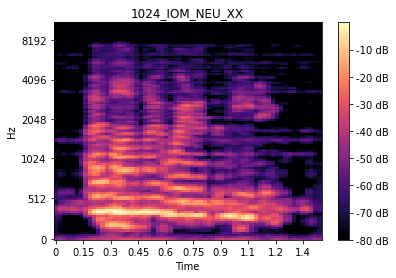 1024_IOM_NEU_XX
8192
4096
2048
1024
512
0
Hz
0 0.15 0.3 0.45 0.6 0.75 0.9 1.1 1.2 1.4
Time
-10 dB
-20 dB
-30 dB
-40 dB
-50 dB
-60 dB
-70 dB
-80 dB